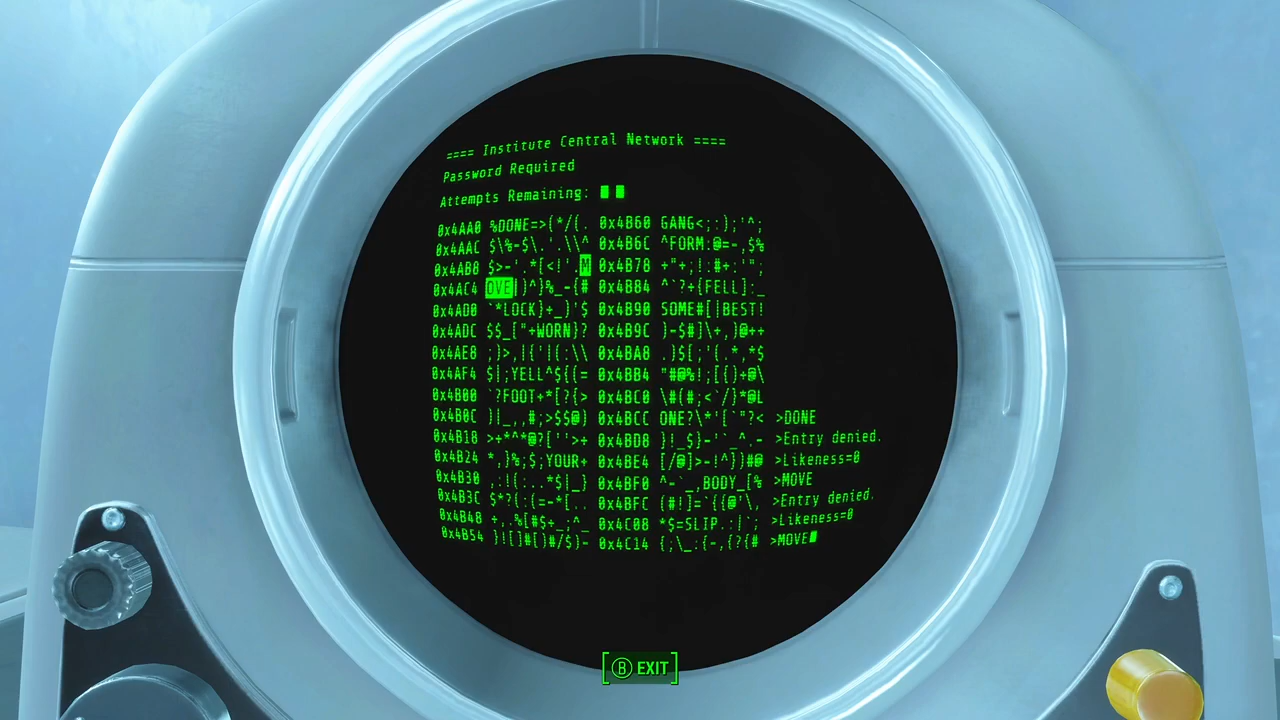 ==== Institute Central Network ====
Password Required
Attempts Remaining: ■ ■
0x4AA0 %DONE=>(*/(. 0x4B60 GANG<;:);'^;
0x4AAC $\%-$\.'.\\^ 0x4B6C ^FORM:@=-,$%
0x4AB8 $>-'.*[<!'.M 0x4B78 +"+;!:#+:'";
0x4AC4 OVE|)^}%_-{# 0x4B84 ^`?+{FELL]:_
0x4AD0 `*LOCK}+_)'$ 0x4B90 SOME#[|BEST!
0x4ADC $$_["+WORN}? 0x4B9C )-$#]\+,)@++
0x4AE8 ;)>,|{'|(:\\ 0x4BA8 .)$[;'(.*,*$
0x4AF4 $|;YELL^${(= 0x4BB4 "#@%!;[{)+@\
0x4B00 `?FOOT+*[?{> 0x4BC0 \#(#;<`/}*@L
0x4B0C )|_,,#;>$$@) 0x4BCC ONE?\*'[`"?< >DONE
0x4B18 >+*^*@?[''>+ 0x4BD8 }!_$)-'`_^.- >Entry denied.
0x4B24 *,}%;$;YOUR+ 0x4BE4 [/@]>-!^])#@ >Likeness=0
0x4B30 ,:!(:..*$|_} 0x4BF0 ^-`_,BODY_[% >MOVE
0x4B3C $*?(:(=-*[.. 0x4BFC (#!]=`({@'\, >Entry denied.
0x4B48 +,.%[#$+_;^_ 0x4C08 *$=SLIP.:|`; >Likeness=0
0x4B54 }![]#[)#/$)- 0x4C14 {;\_:{-,{?{# >MOVE■
Ⓑ EXIT